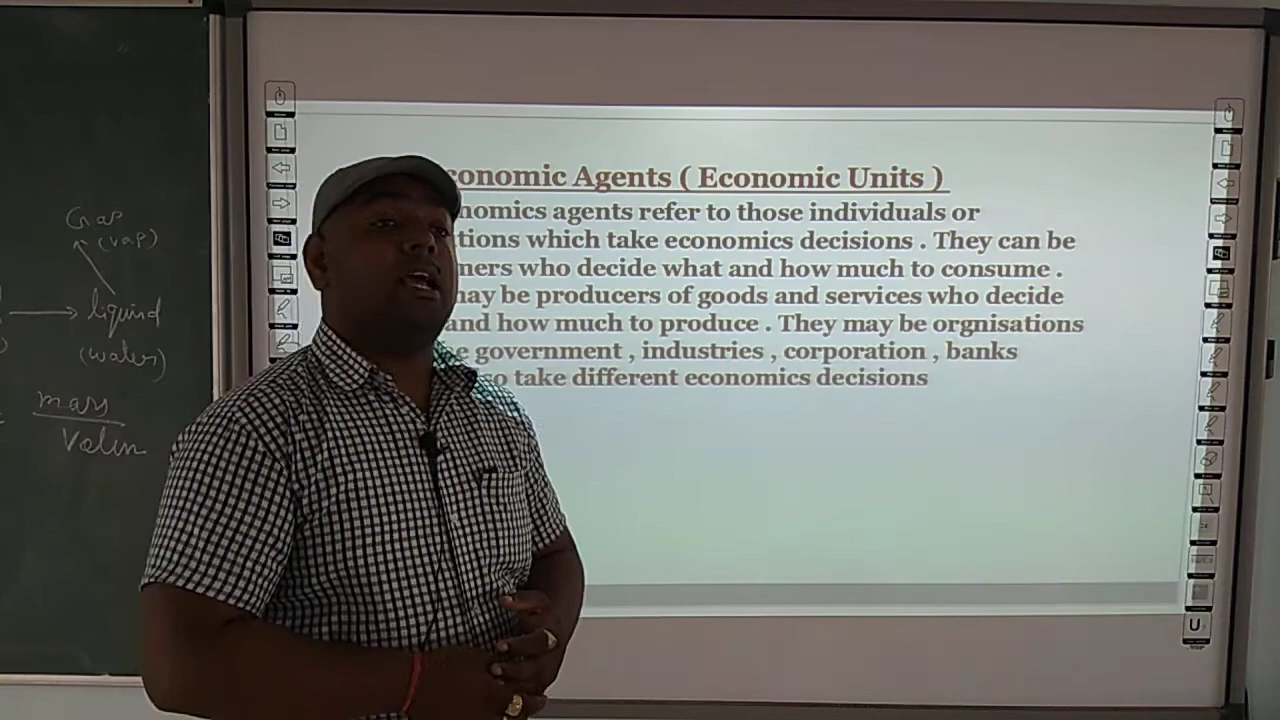 Gas
(vap)
liquid
(water)
mass
Volum
conomic Agents ( Economic Units )
nomics agents refer to those individuals or
tions which take economics decisions . They can be
ners who decide what and how much to consume .
may be producers of goods and services who decide
and how much to produce . They may be orgnisations
e government , industries , corporation , banks
so take different economics decisions
U